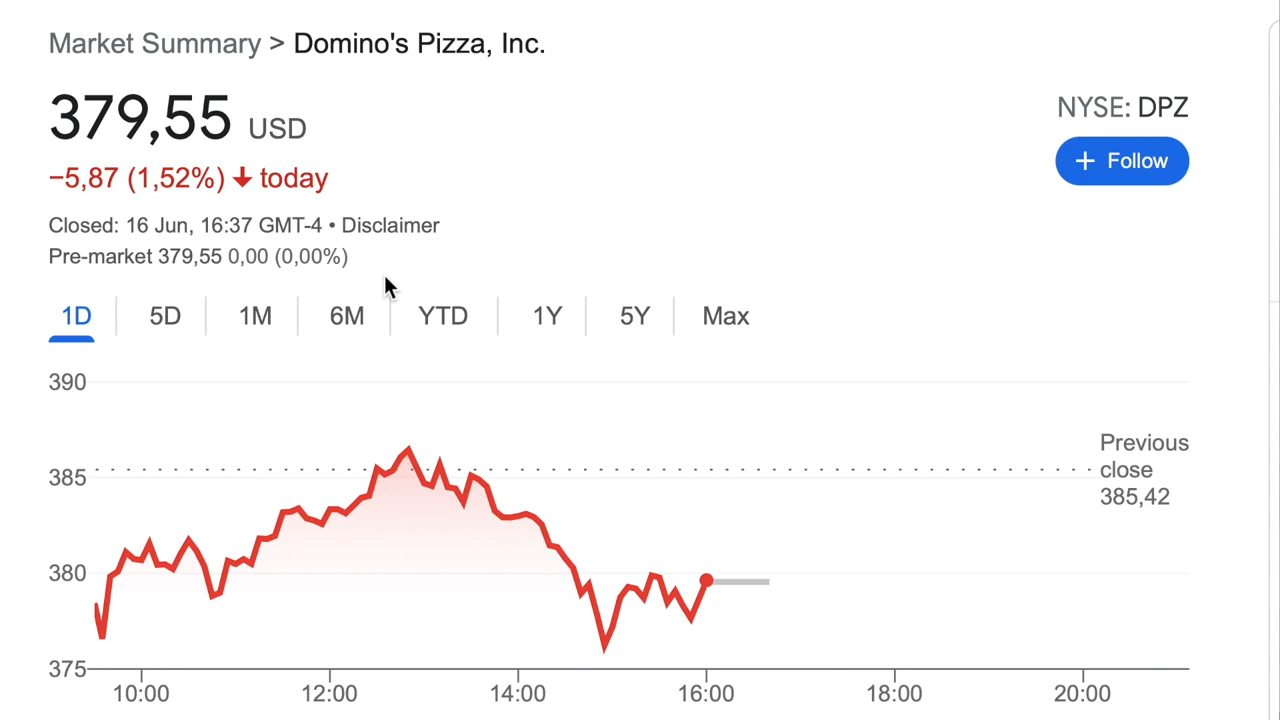 Market Summary > Domino's Pizza, Inc.
379,55 USD
NYSE: DPZ
−5,87 (1,52%) ↓ today
+ Follow
Closed: 16 Jun, 16:37 GMT-4 • Disclaimer
Pre-market 379,55 0,00 (0,00%)
1D 5D 1M 6M YTD 1Y 5Y Max
390
Previous
close
385,42
385
380
375
10:00 12:00 14:00 16:00 18:00 20:00